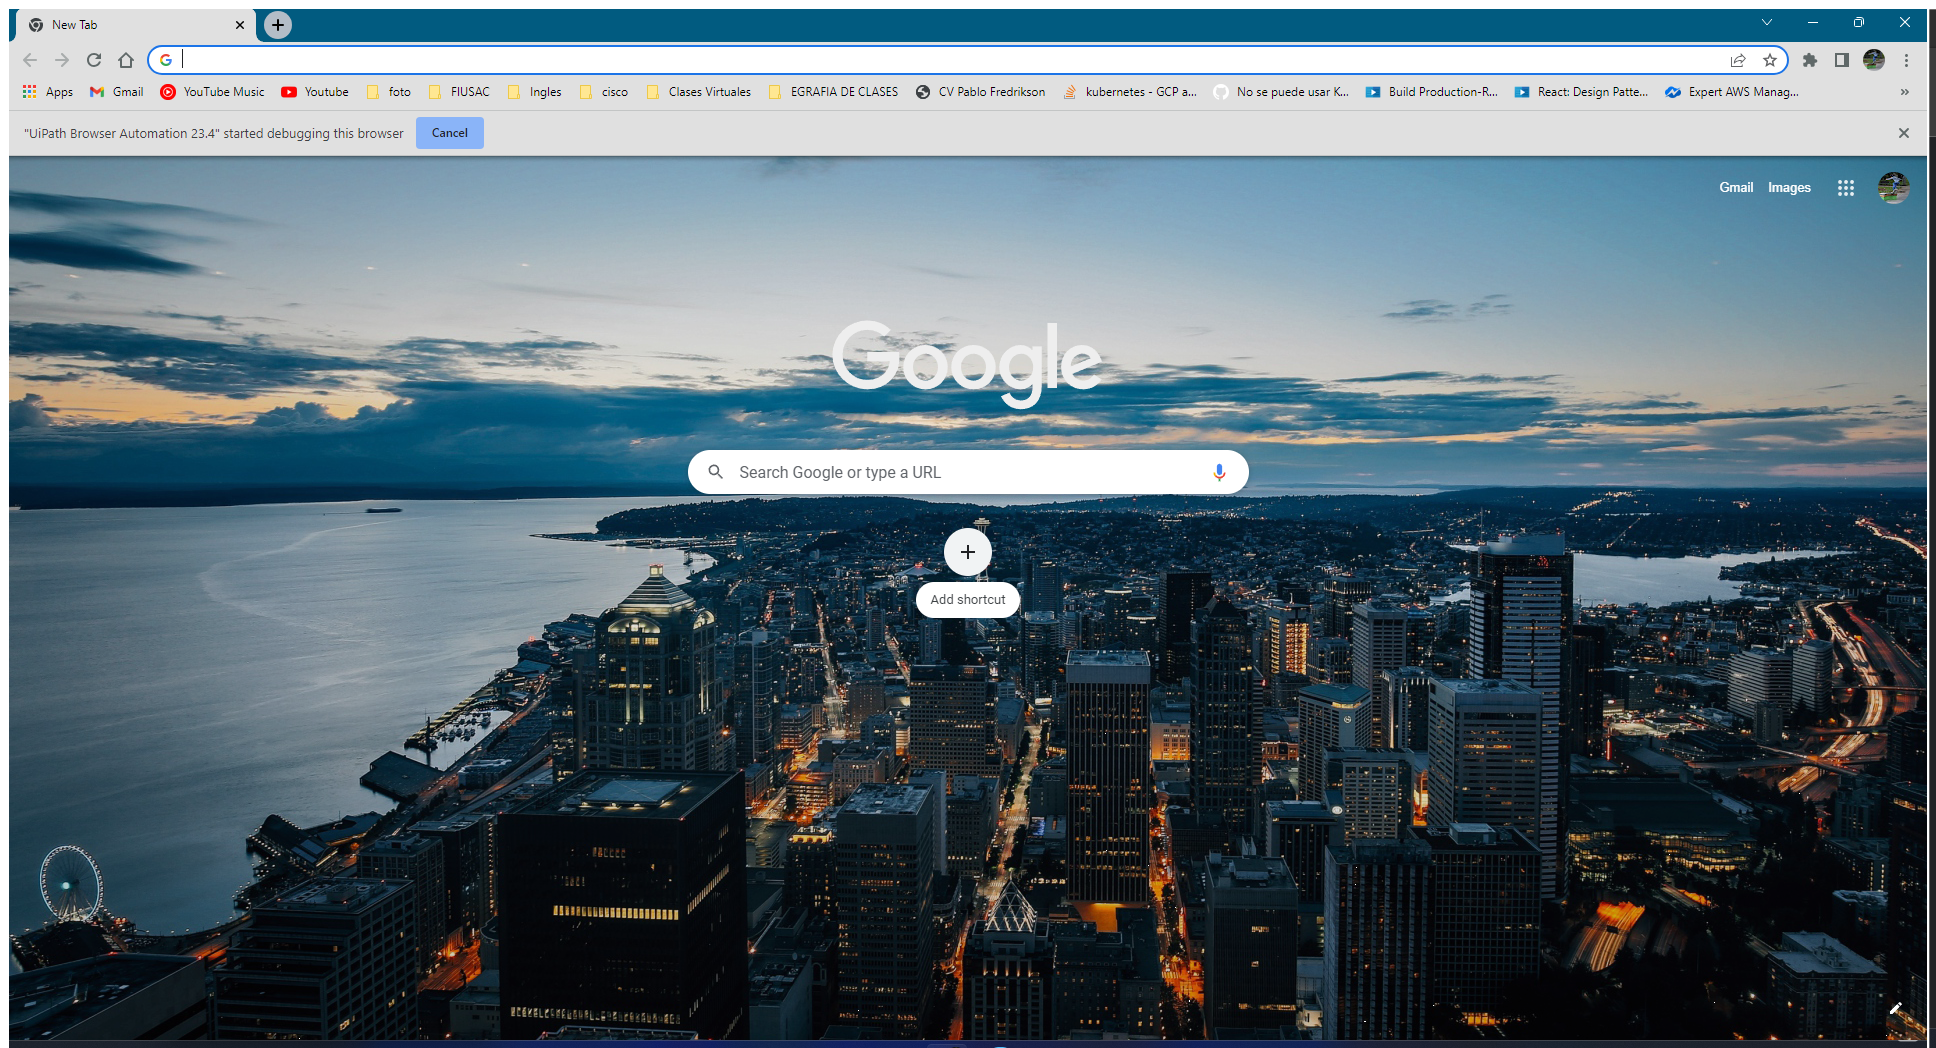 New Tab
Apps Gmail YouTube Music Youtube foto FIUSAC Ingles cisco Clases Virtuales EGRAFIA DE CLASES CV Pablo Fredrikson kubernetes - GCP a... No se puede usar K... Build Production-R... React: Design Patte... Expert AWS Manag... »
"UiPath Browser Automation 23.4" started debugging this browser Cancel
Gmail Images
Google
Search Google or type a URL
Add shortcut